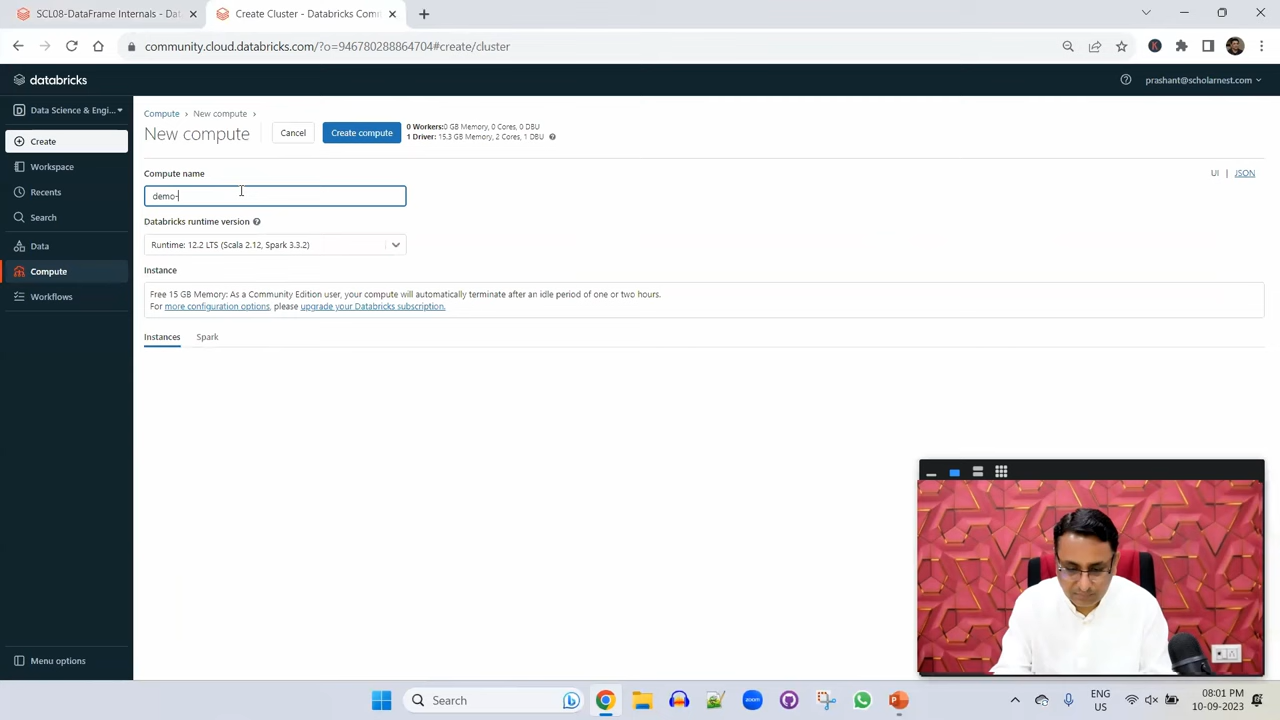 SCL08-DataFrame Internals - Data
Create Cluster - Databricks Com
community.cloud.databricks.com/?o=946780288864704#create/cluster
databricks
prashant@scholarnest.com
Data Science & Engi...
Create
Workspace
Recents
Search
Data
Compute
Workflows
Menu options
Compute › New compute ›
New compute
Cancel
Create compute
0 Workers:0 GB Memory, 0 Cores, 0 DBU
1 Driver: 15.3 GB Memory, 2 Cores, 1 DBU
UI | JSON
Compute name
demo-
Databricks runtime version
Runtime: 12.2 LTS (Scala 2.12, Spark 3.3.2)
Instance
Free 15 GB Memory: As a Community Edition user, your compute will automatically terminate after an idle period of one or two hours.
For more configuration options, please upgrade your Databricks subscription.
Instances
Spark
Search
ENG
US
08:01 PM
10-09-2023